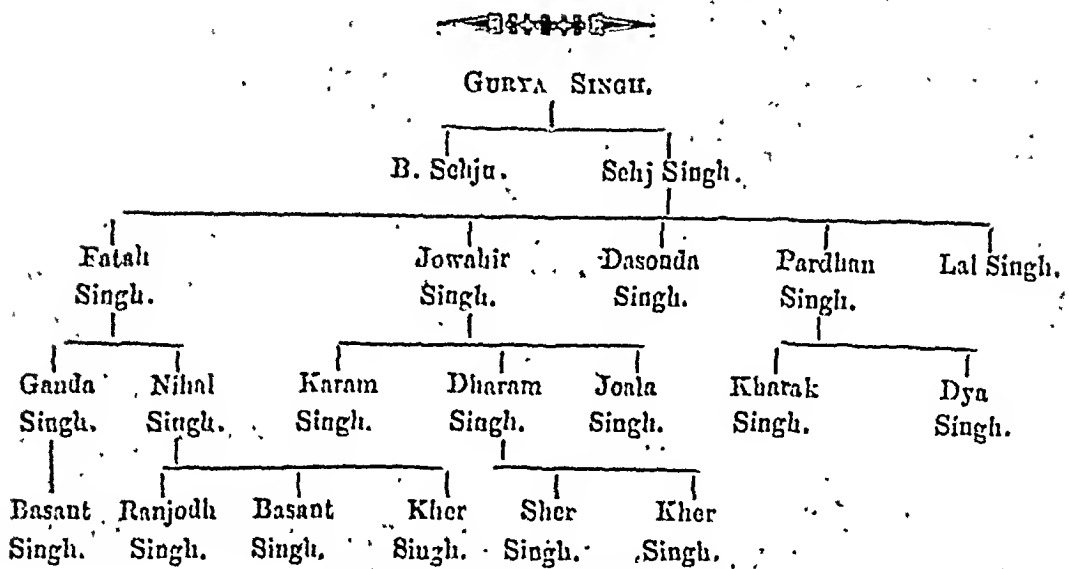 GURYA SINGH.
B. Sehju. Sehj Singh.
Fatah Jowahir Dasonda Pardhan Lal Singh.
Singh. Singh. Singh. Singh.
Ganda Nihal Karam Dharam Joala Kharak Dya
Singh. Singh. Singh. Singh. Singh. Singh. Singh.
Basant Ranjodh Basant Kher Sher Kher
Singh. Singh. Singh. Singh. Singh. Singh.